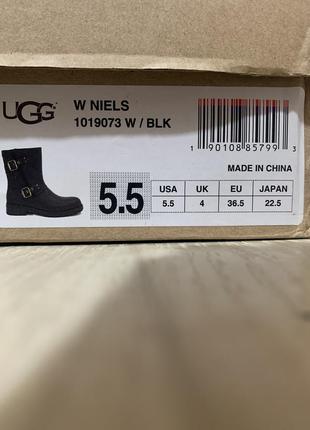 UGG
W NIELS
1019073 W / BLK
1 90108 85799 3
MADE IN CHINA
5.5
USA UK EU JAPAN
5.5 4 36.5 22.5